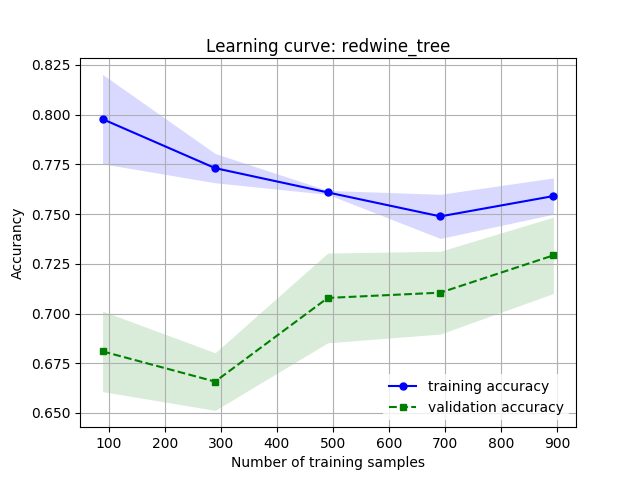 Learning curve: redwine_tree
0.825
0.800
0.775
0.750
0.725
0.700
0.675
0.650
Accurancy
100 200 300 400 500 600 700 800 900
Number of training samples
training accuracy
validation accuracy